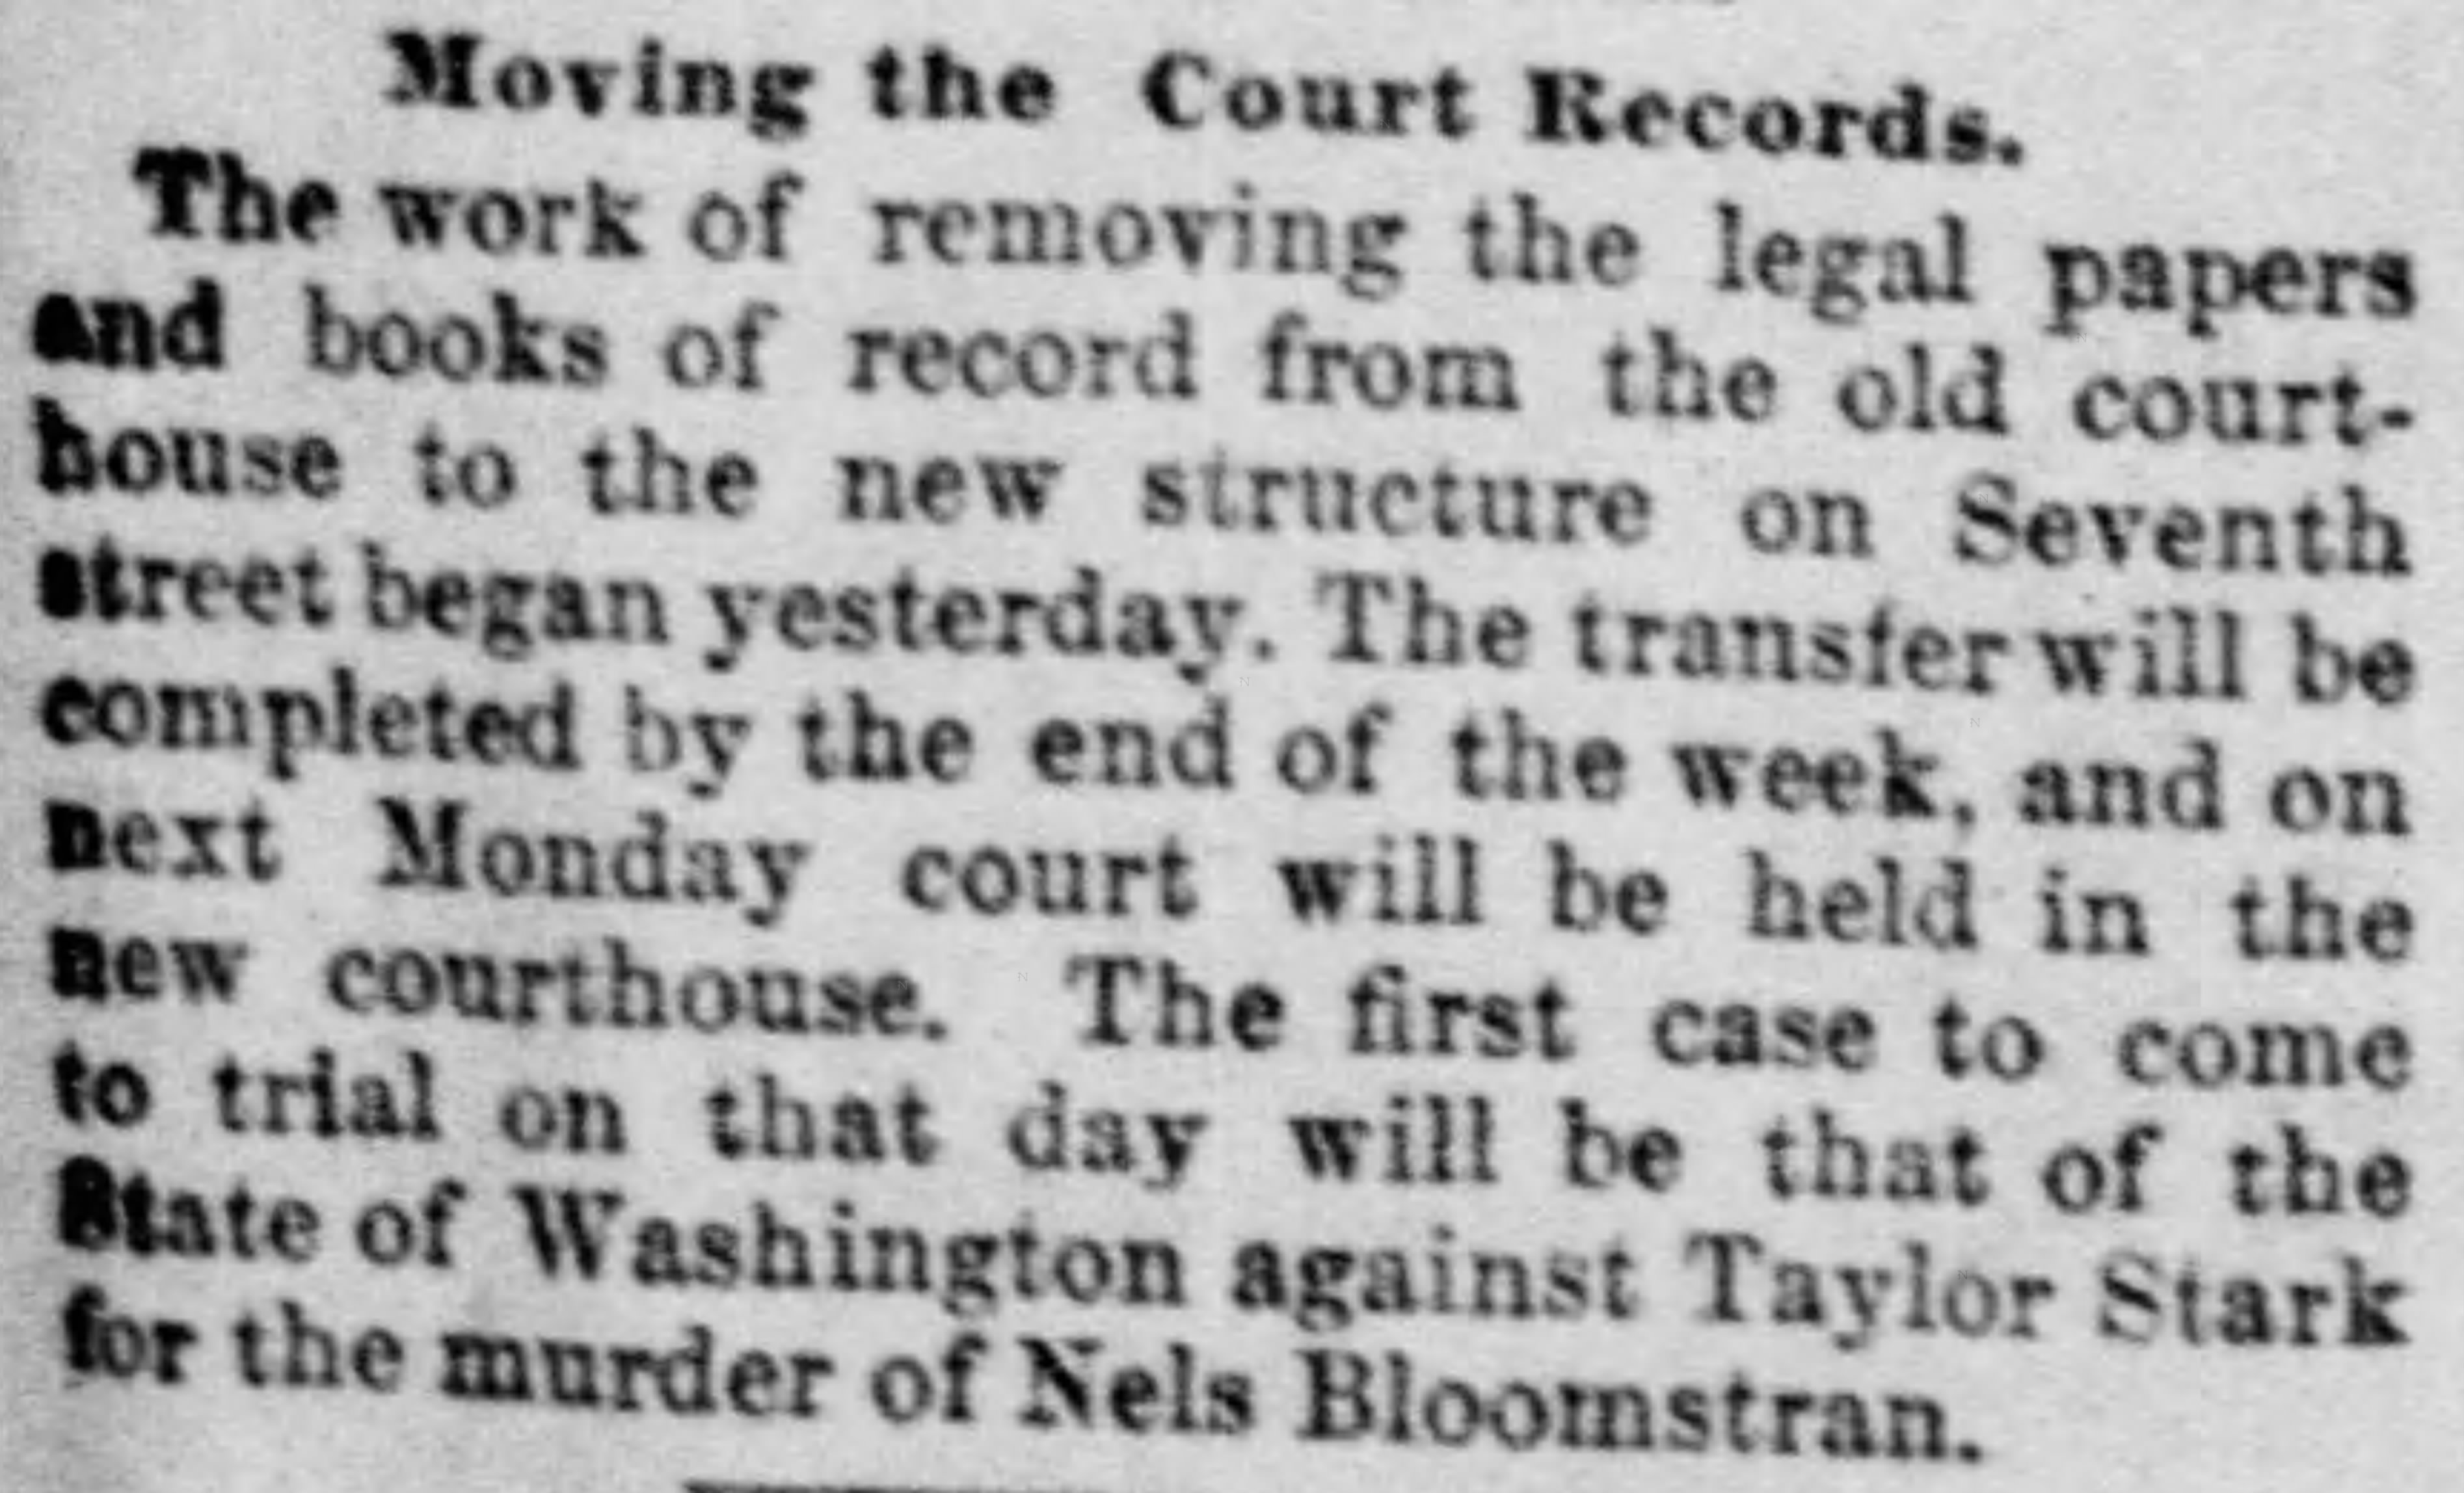 Moving the Court Records.
The work of removing the legal papers
and books of record from the old court-
house to the new structure on Seventh
street began yesterday. The transfer will be
completed by the end of the week, and on
next Monday court will be held in the
new courthouse. The first case to come
to trial on that day will be that of the
State of Washington against Taylor Stark
for the murder of Nels Bloomstran.